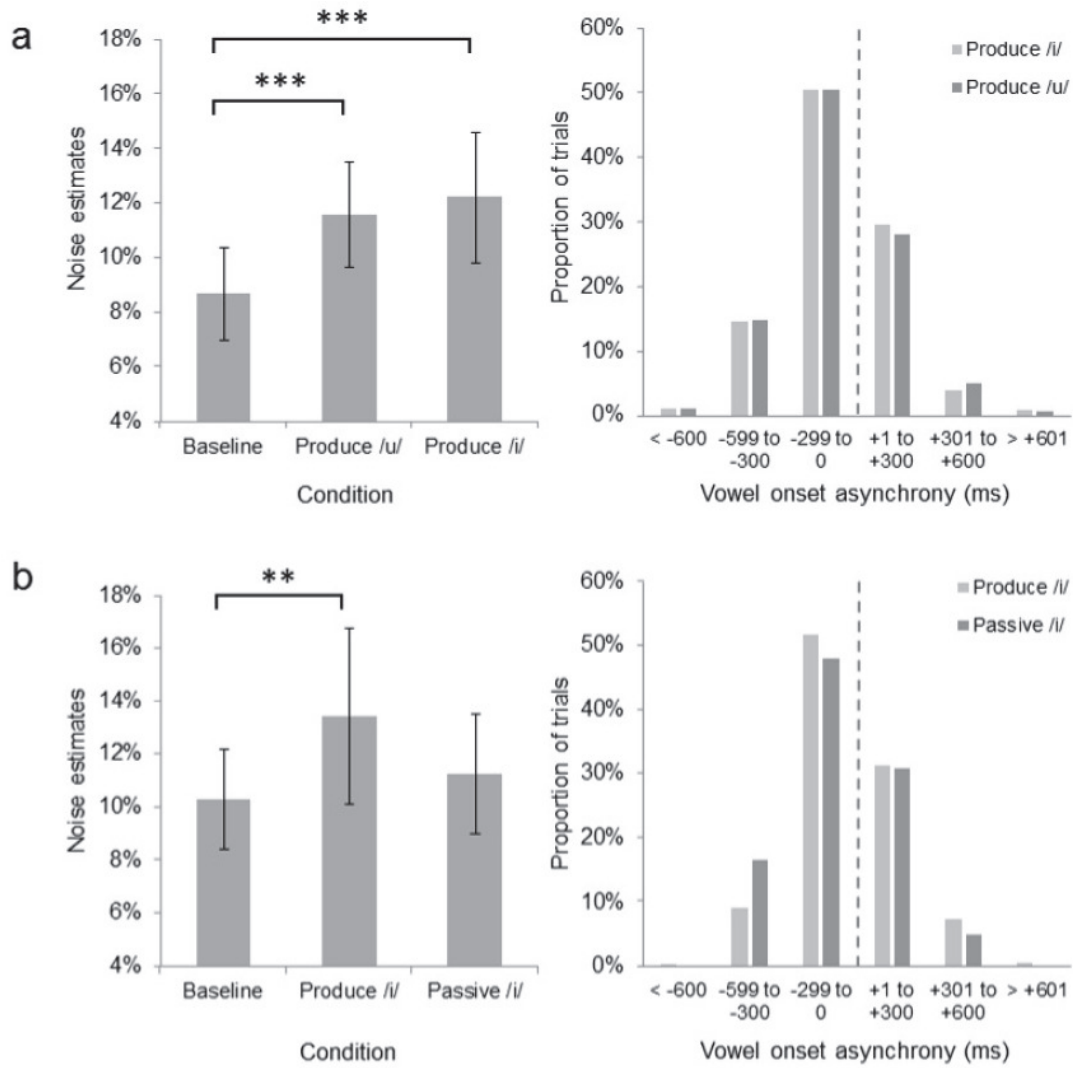 a
***
***
18%
16%
14%
12%
10%
8%
6%
4%
Noise estimates
Baseline Produce /u/ Produce /i/
Condition
60%
50%
40%
30%
20%
10%
0%
Proportion of trials
Produce /i/
Produce /u/
< -600 -599 to -299 to +1 to +301 to > +601
-300 0 +300 +600
Vowel onset asynchrony (ms)
b
**
18%
16%
14%
12%
10%
8%
6%
4%
Noise estimates
Baseline Produce /i/ Passive /i/
Condition
60%
50%
40%
30%
20%
10%
0%
Proportion of trials
Produce /i/
Passive /i/
< -600 -599 to -299 to +1 to +301 to > +601
-300 0 +300 +600
Vowel onset asynchrony (ms)